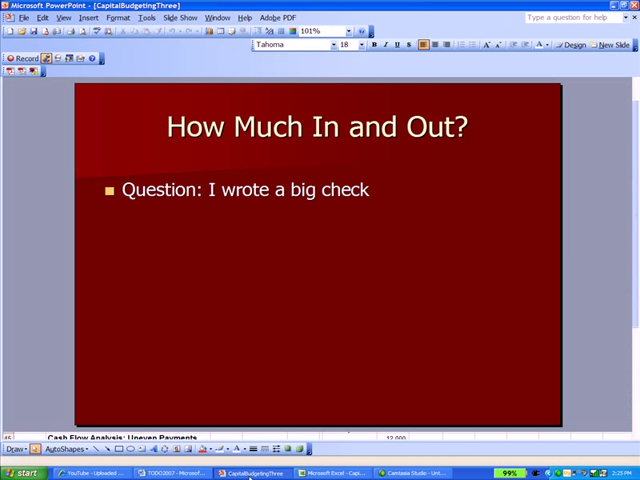 Microsoft PowerPoint - [CapitalBudgetingThree]
File Edit View Insert Format Tools Slide Show Window Help Adobe PDF
Type a question for help
101%
Tahoma 18 B I U S A Design New Slide
Record
How Much In and Out?
Question: I wrote a big check
45 Cash Flow Analysis: Uneven Payments 12,000
Draw AutoShapes
start YouTube - Uploaded ... TODO2007 - Microsof... CapitalBudgetingThree Microsoft Excel - Capi... Camtasia Studio - Unt... 99% 2:25 PM